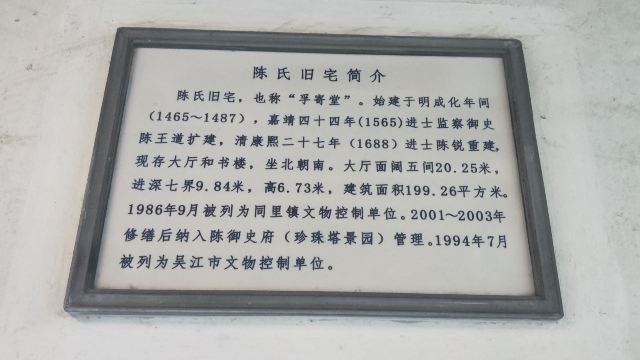 陈氏旧宅简介
陈氏旧宅，也称“孚寄堂”。始建于明成化年间
(1465～1487)，嘉靖四十四年(1565)进士监察御史
陈王道扩建，清康熙二十七年（1688）进士陈锐重建，
现存大厅和书楼，坐北朝南。大厅面阔五间20.25米，
进深七界9.84米，高6.73米，建筑面积199.26平方米。
1986年9月被列为同里镇文物控制单位。2001～2003年
修缮后纳入陈御史府（珍珠塔景园）管理。1994年7月
被列为吴江市文物控制单位。